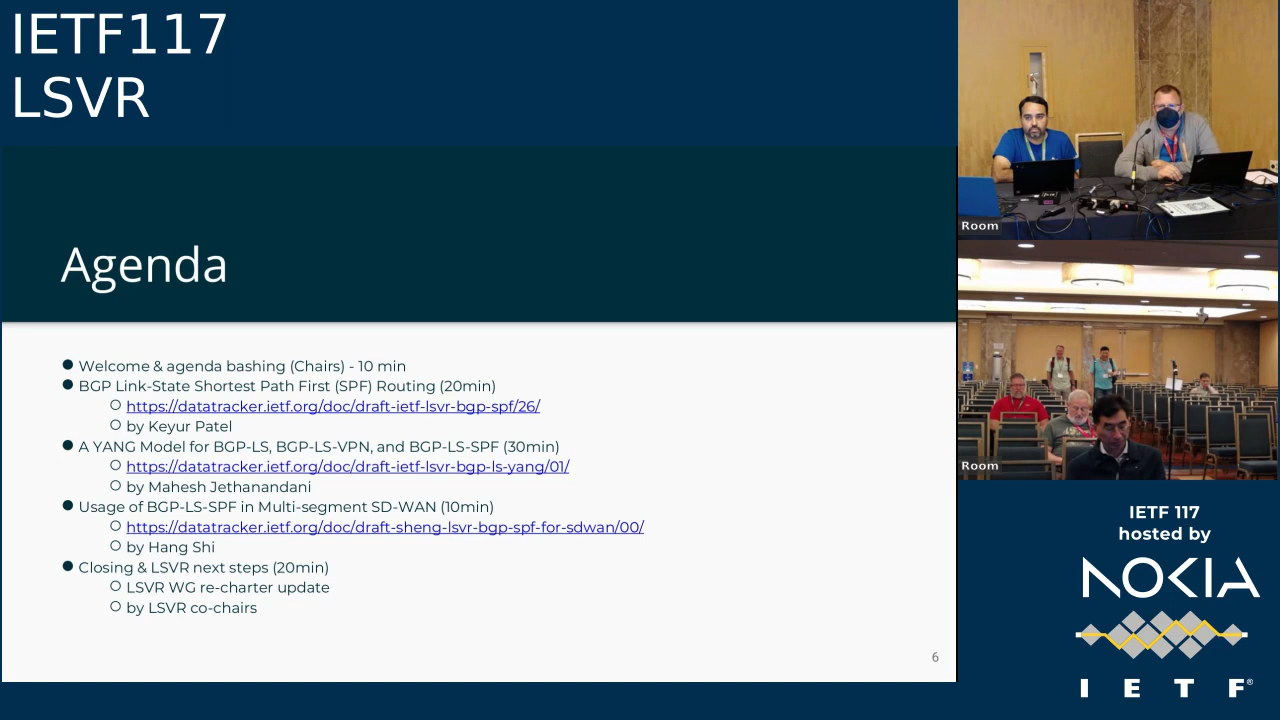 IETF117
LSVR
Agenda
● Welcome & agenda bashing (Chairs) - 10 min
● BGP Link-State Shortest Path First (SPF) Routing (20min)
○ https://datatracker.ietf.org/doc/draft-ietf-lsvr-bgp-spf/26/
○ by Keyur Patel
● A YANG Model for BGP-LS, BGP-LS-VPN, and BGP-LS-SPF (30min)
○ https://datatracker.ietf.org/doc/draft-ietf-lsvr-bgp-ls-yang/01/
○ by Mahesh Jethanandani
● Usage of BGP-LS-SPF in Multi-segment SD-WAN (10min)
○ https://datatracker.ietf.org/doc/draft-sheng-lsvr-bgp-spf-for-sdwan/00/
○ by Hang Shi
● Closing & LSVR next steps (20min)
○ LSVR WG re-charter update
○ by LSVR co-chairs
6
Room
Room
IETF 117
hosted by
NOKIA
I E T F®